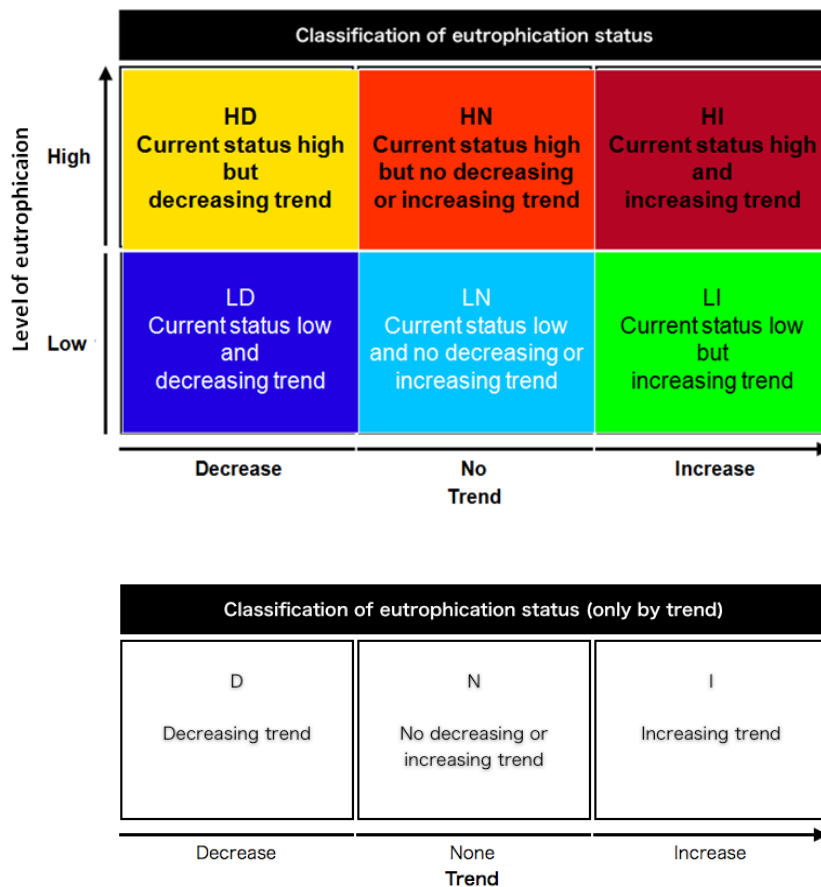 Classification of eutrophication status
Level of eutrophicaion
High
HD
Current status high
but
decreasing trend
HN
Current status high
but no decreasing
or increasing trend
HI
Current status high
and
increasing trend
Low
LD
Current status low
and
decreasing trend
LN
Current status low
and no decreasing or
increasing trend
LI
Current status low
but
increasing trend
Decrease
No
Increase
Trend
Classification of eutrophication status (only by trend)
D
Decreasing trend
N
No decreasing or
increasing trend
I
Increasing trend
Decrease
None
Increase
Trend